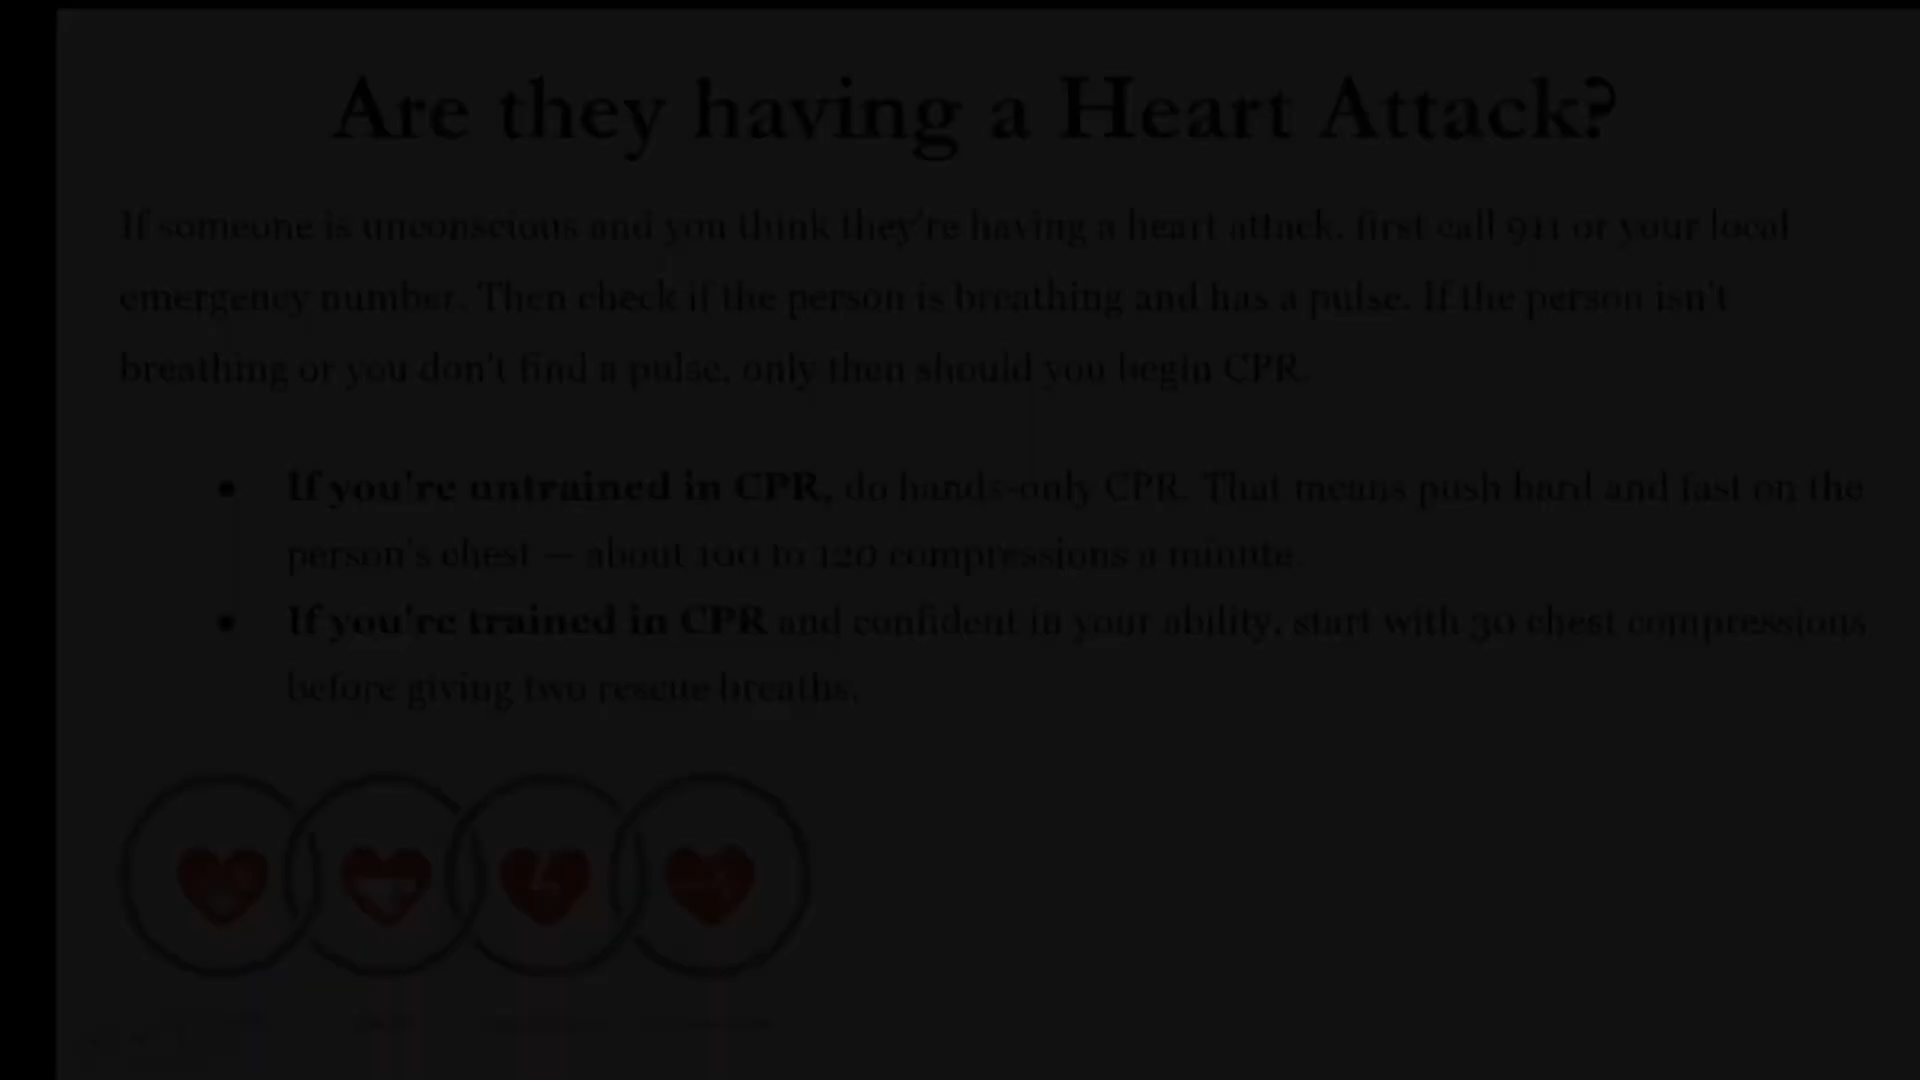 Are they having a Heart Attack?
If someone is unconscious and you think they're having a heart attack, first call 911 or your local
emergency number. Then check if the person is breathing and has a pulse. If the person isn't
breathing or you don't find a pulse, only then should you begin CPR.
• If you're untrained in CPR, do hands-only CPR. That means push hard and fast on the
person's chest — about 100 to 120 compressions a minute.
• If you're trained in CPR and confident in your ability, start with 30 chest compressions
before giving two rescue breaths.